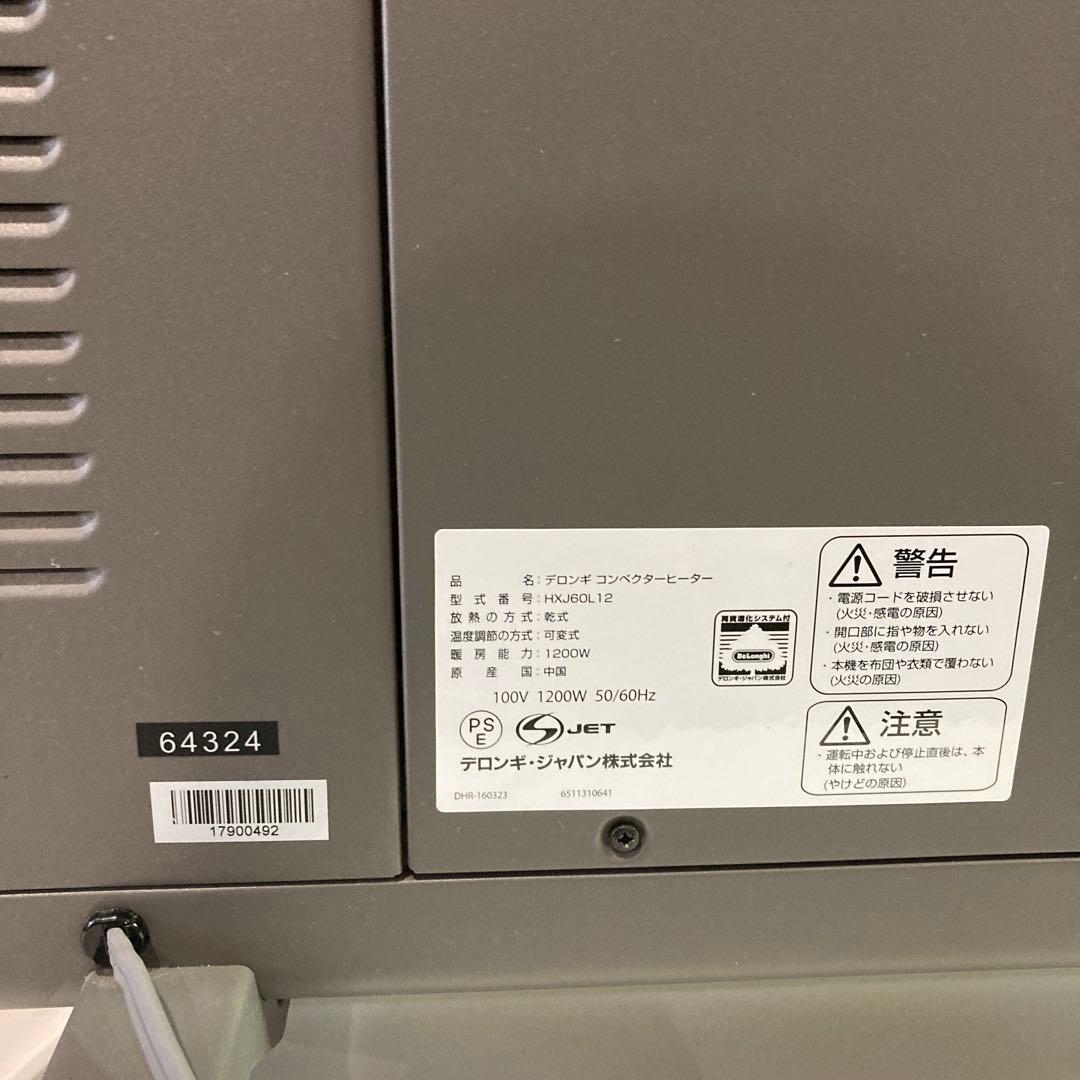 品 名：デロンギ コンベクターヒーター
型 式 番 号：HXJ60L12
放 熱 の 方 式：乾式
温度調節の方式：可変式
暖 房 能 力：1200W
原 産 国：中国
100V 1200W 50/60Hz
PS
E
JET
デロンギ・ジャパン株式会社
DHR-160323 6511310641
再資源化システム付
DeLonghi
デロンギ・ジャパン株式会社
警告
・電源コードを破損させない
(火災・感電の原因)
・開口部に指や物を入れない
(火災・感電の原因)
・本機を布団や衣類で覆わない
(火災の原因)
注意
・運転中および停止直後は、本
体に触れない
(やけどの原因)
64324
17900492